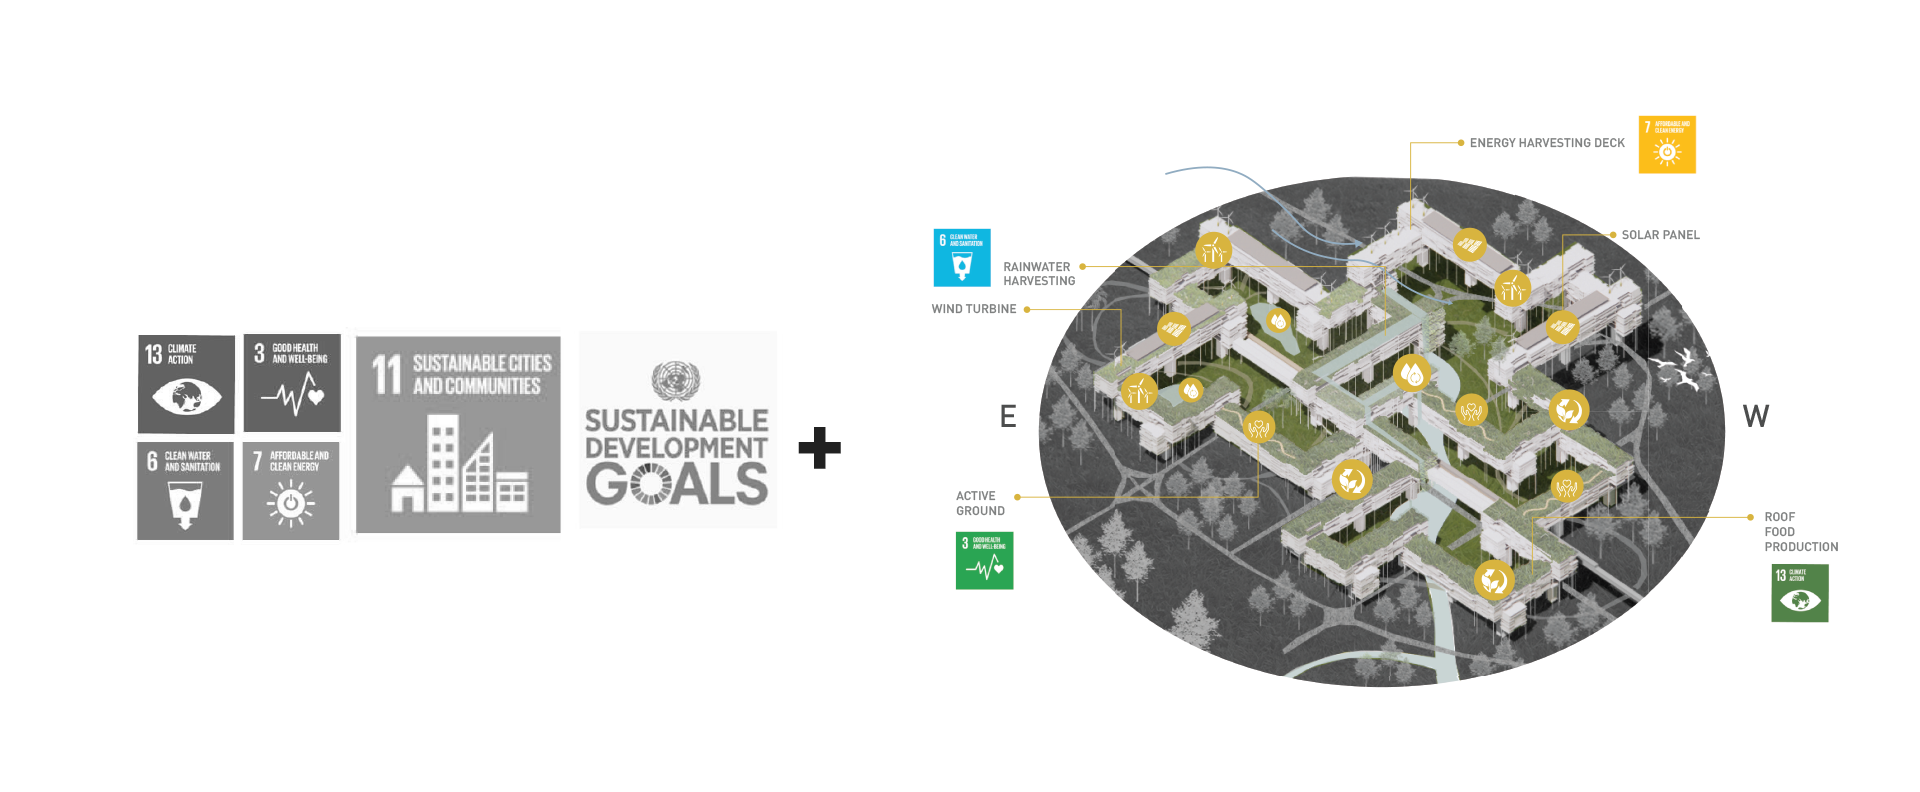 13 CLIMATE
ACTION
3 GOOD HEALTH
AND WELL-BEING
6 CLEAN WATER
AND SANITATION
7 AFFORDABLE AND
CLEAN ENERGY
11 SUSTAINABLE CITIES
AND COMMUNITIES
SUSTAINABLE
DEVELOPMENT
GOALS
+
ENERGY HARVESTING DECK
7 AFFORDABLE AND
CLEAN ENERGY
6 CLEAN WATER
AND SANITATION
RAINWATER
HARVESTING
WIND TURBINE
SOLAR PANEL
E
W
ACTIVE
GROUND
3 GOOD HEALTH
AND WELL-BEING
ROOF
FOOD
PRODUCTION
13 CLIMATE
ACTION